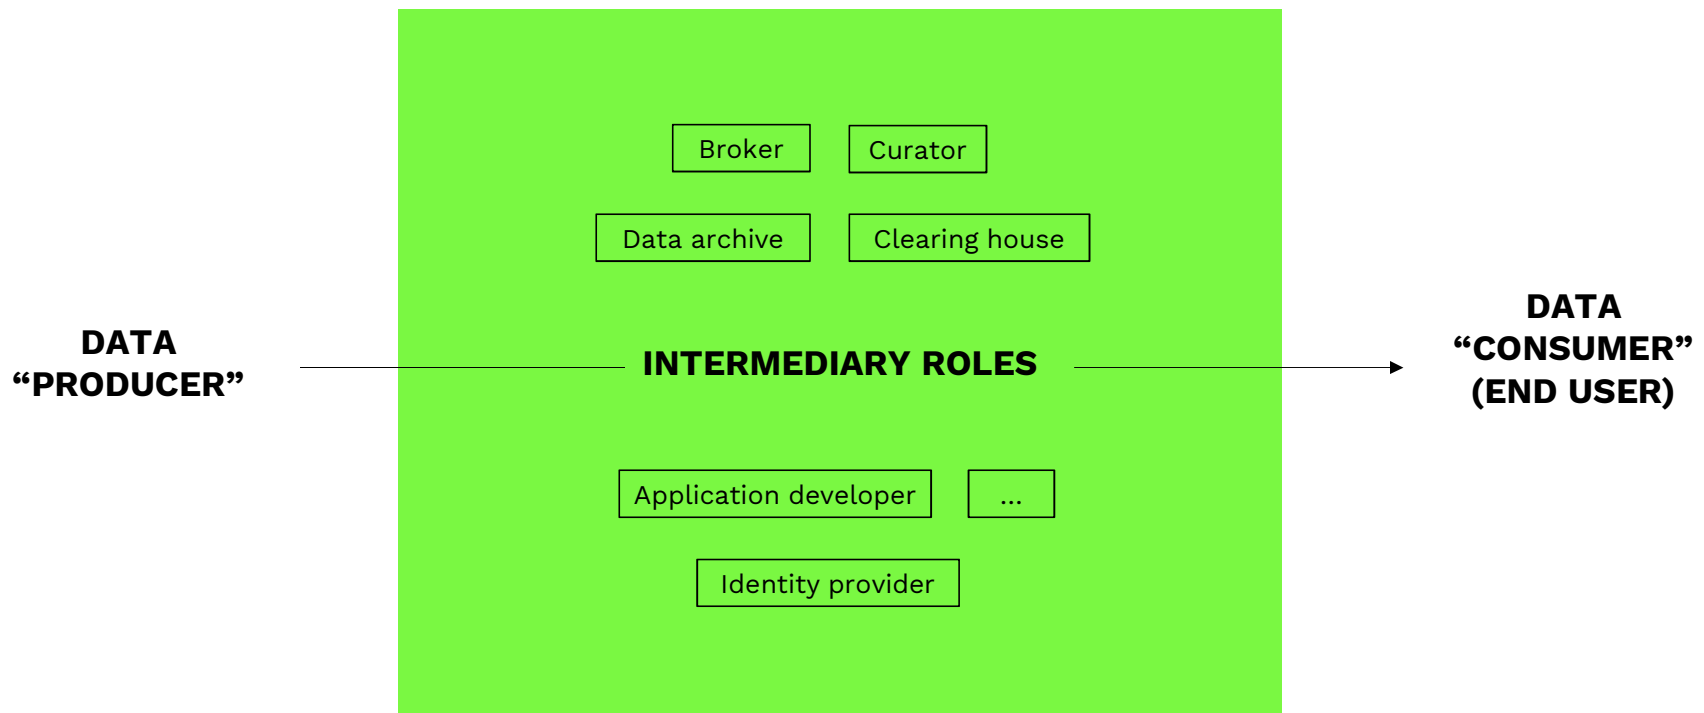 Broker
Curator
Data archive
Clearing house
DATA
“PRODUCER”
INTERMEDIARY ROLES
DATA
“CONSUMER”
(END USER)
Application developer
...
Identity provider